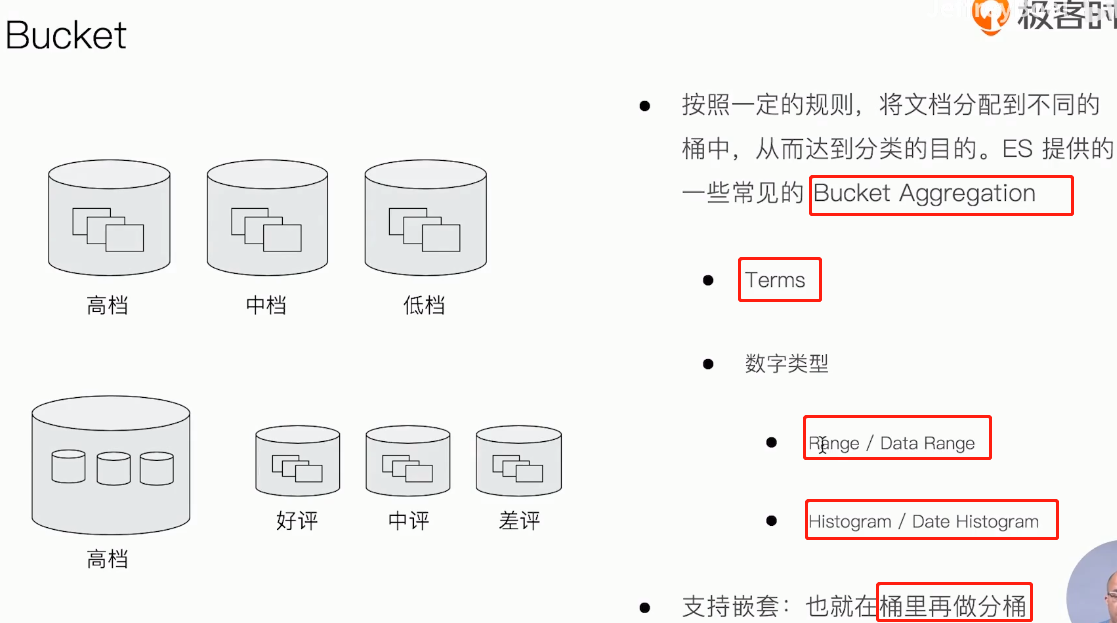 Bucket
极客时
按照一定的规则，将文档分配到不同的
桶中，从而达到分类的目的。ES 提供的
一些常见的 Bucket Aggregation
Terms
数字类型
Range / Data Range
Histogram / Date Histogram
支持嵌套：也就在桶里再做分桶
高档
中档
低档
高档
好评
中评
差评